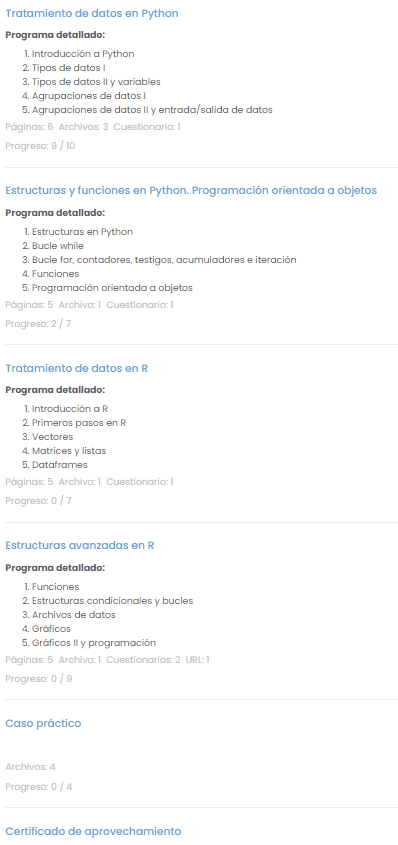 Tratamiento de datos en Python
Programa detallado:
1. Introducción a Python
2. Tipos de datos I
3. Tipos de datos II y variables
4. Agrupaciones de datos I
5. Agrupaciones de datos II y entrada/salida de datos
Páginas: 6 Archivos: 3 Cuestionario: 1
Progreso: 9 / 10
Estructuras y funciones en Python. Programación orientada a objetos
Programa detallado:
1. Estructuras en Python
2. Bucle while
3. Bucle for, contadores, testigos, acumuladores e iteración
4. Funciones
5. Programación orientada a objetos
Páginas: 5 Archivo: 1 Cuestionario: 1
Progreso: 2 / 7
Tratamiento de datos en R
Programa detallado:
1. Introducción a R
2. Primeros pasos en R
3. Vectores
4. Matrices y listas
5. Dataframes
Páginas: 5 Archivo: 1 Cuestionario: 1
Progreso: 0 / 7
Estructuras avanzadas en R
Programa detallado:
1. Funciones
2. Estructuras condicionales y bucles
3. Archivos de datos
4. Gráficos
5. Gráficos II y programación
Páginas: 5 Archivo: 1 Cuestionarios: 2 URL: 1
Progreso: 0 / 9
Caso práctico
Archivos: 4
Progreso: 0 / 4
Certificado de aprovechamiento